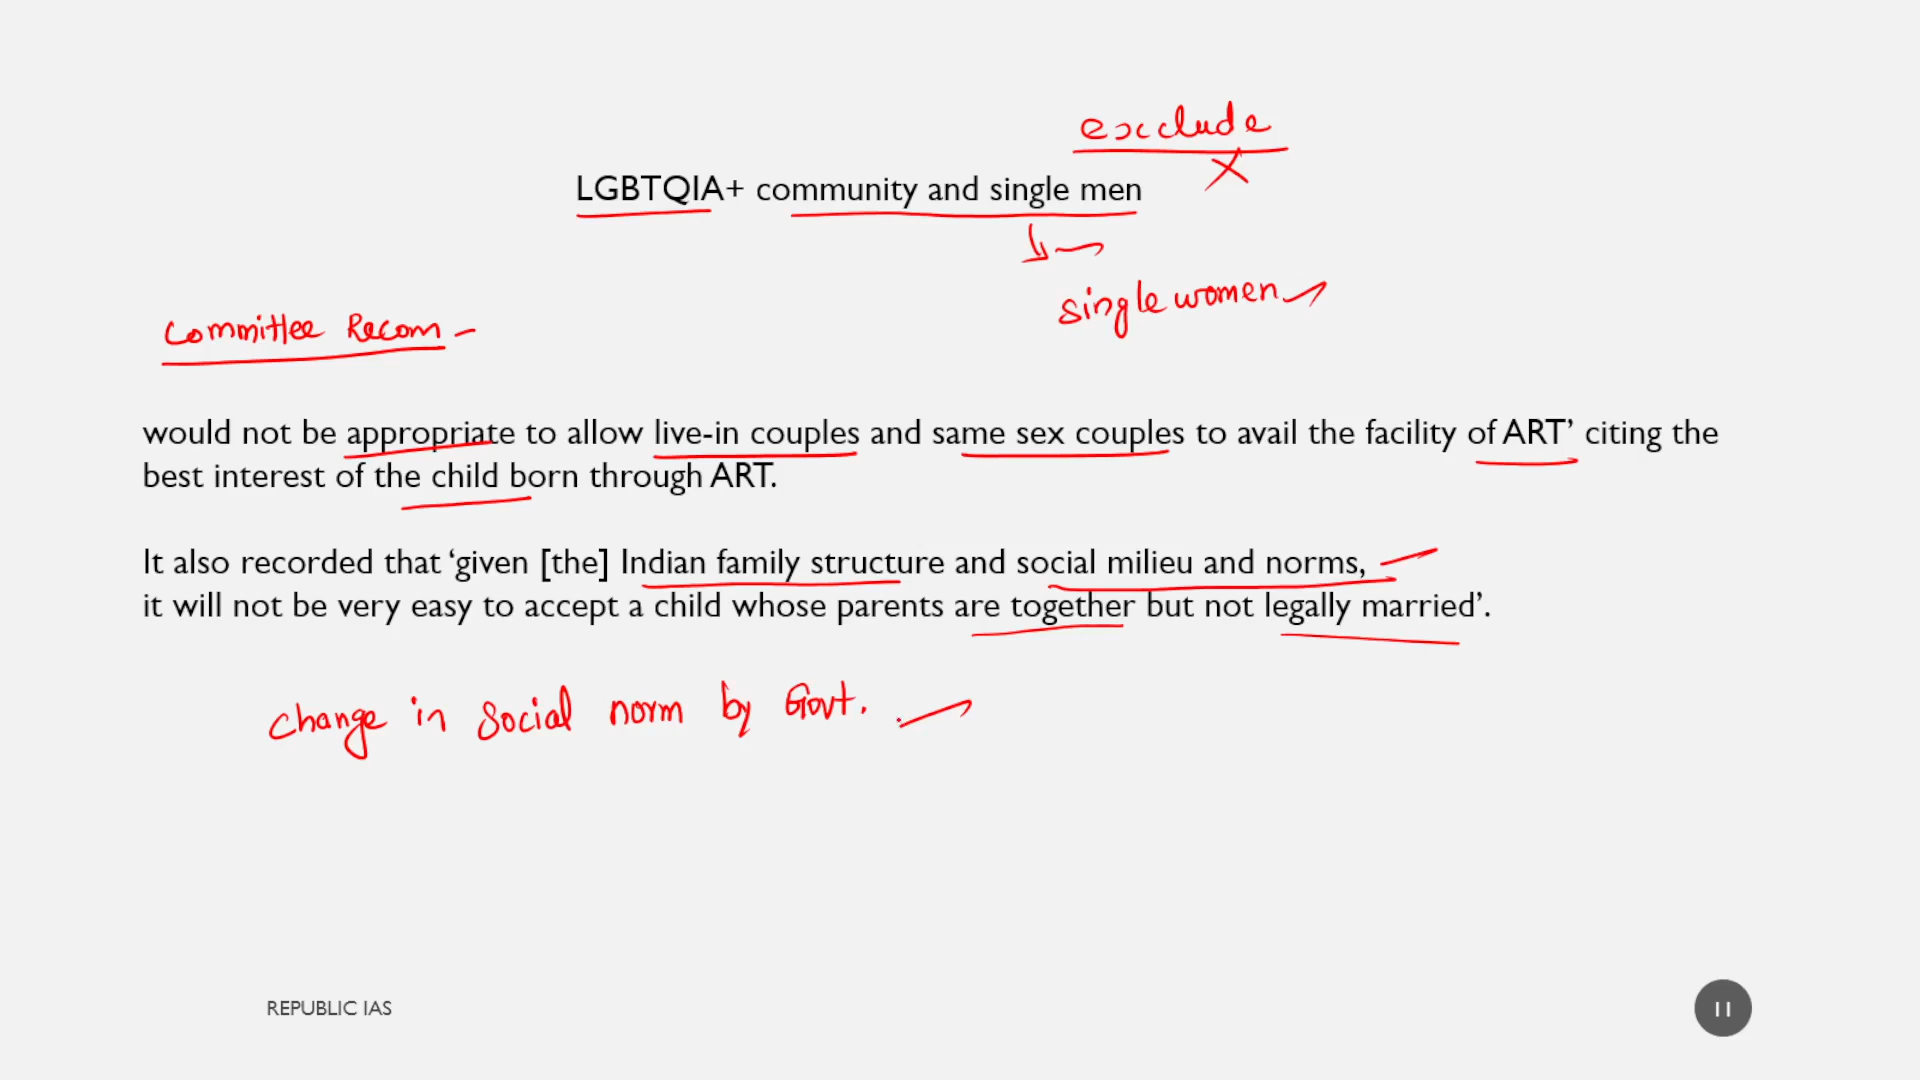 exclude
LGBTQIA+ community and single men
single women
Committee Recom -
would not be appropriate to allow live-in couples and same sex couples to avail the facility of ART’ citing the
best interest of the child born through ART.
It also recorded that ‘given [the] Indian family structure and social milieu and norms,
it will not be very easy to accept a child whose parents are together but not legally married’.
change in social norm by Govt.
REPUBLIC IAS
11